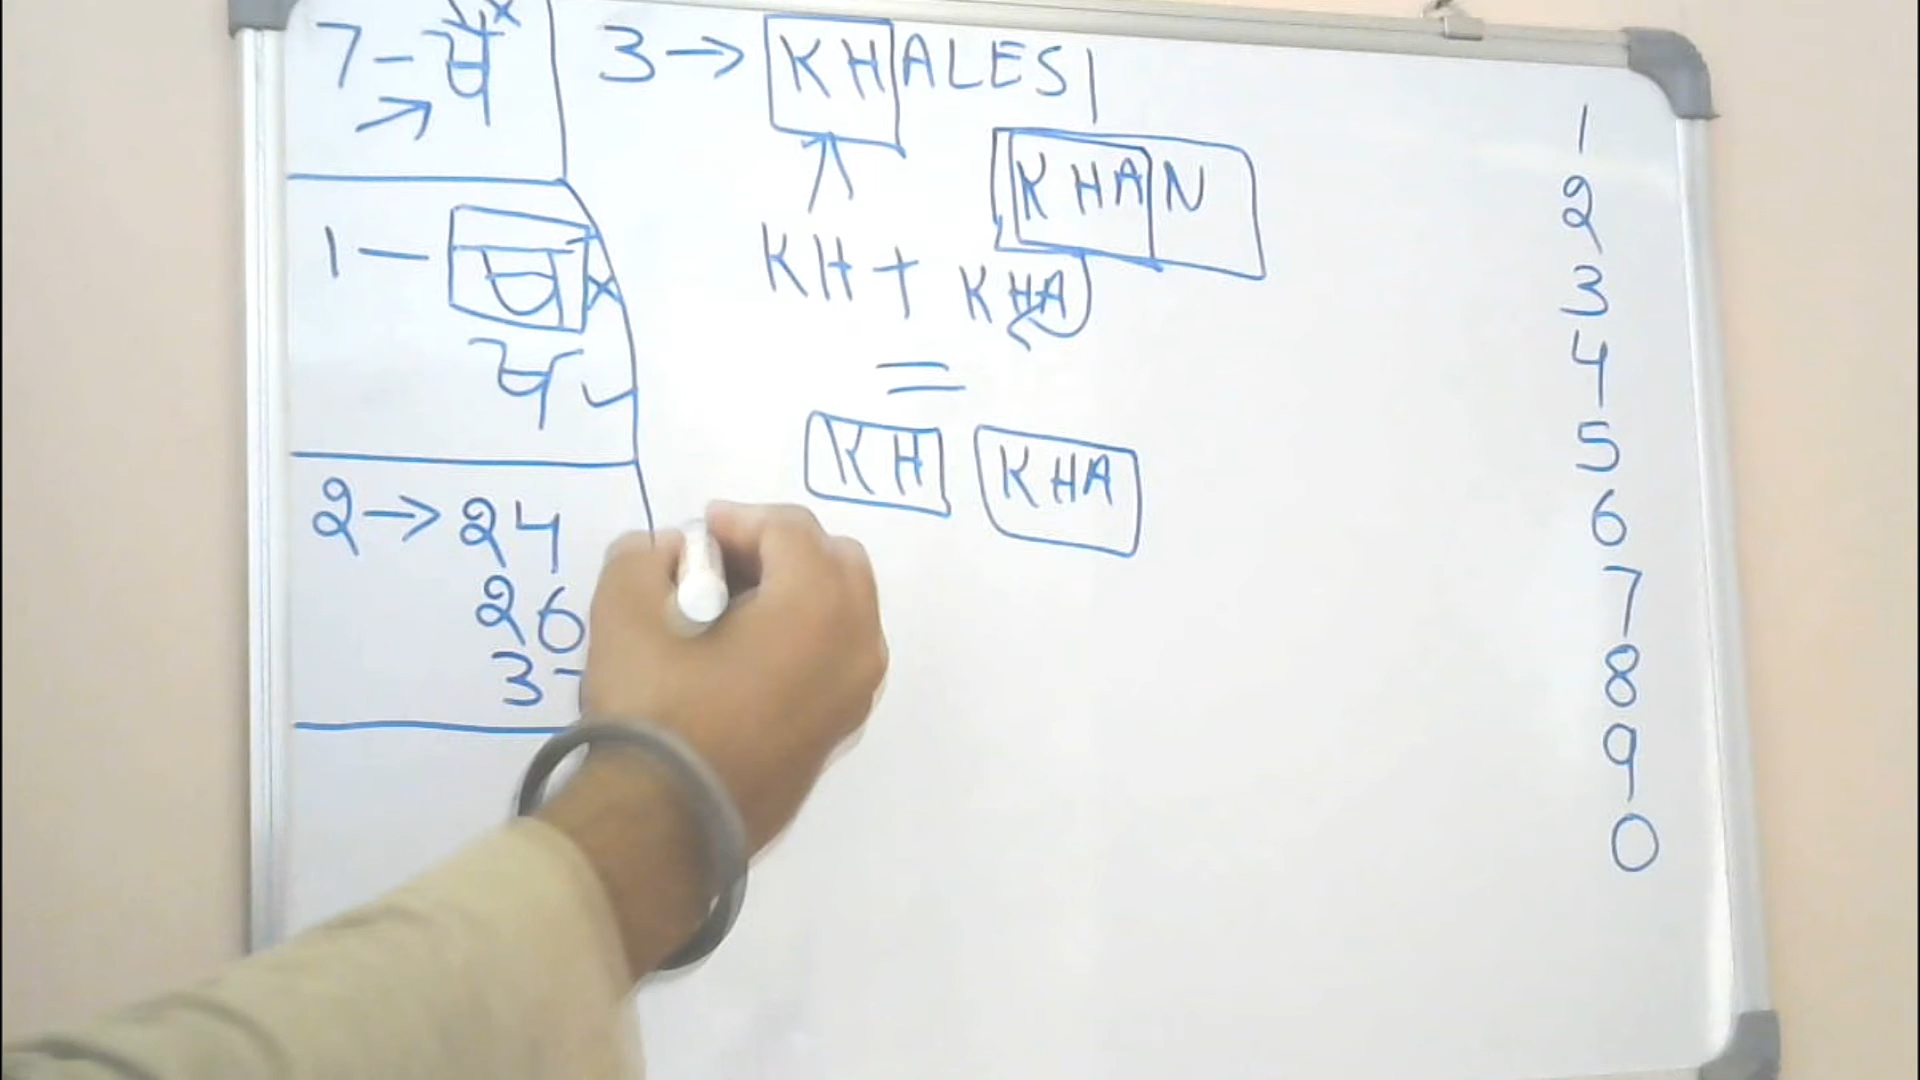 7 – ਖੰ x
3 → KHALESI
KHAN
1 – ਬ x
KH + KHA
ਖ ✓
=
KH KHA
2 → 24
26
3
1
2
3
4
5
6
7
8
9
0